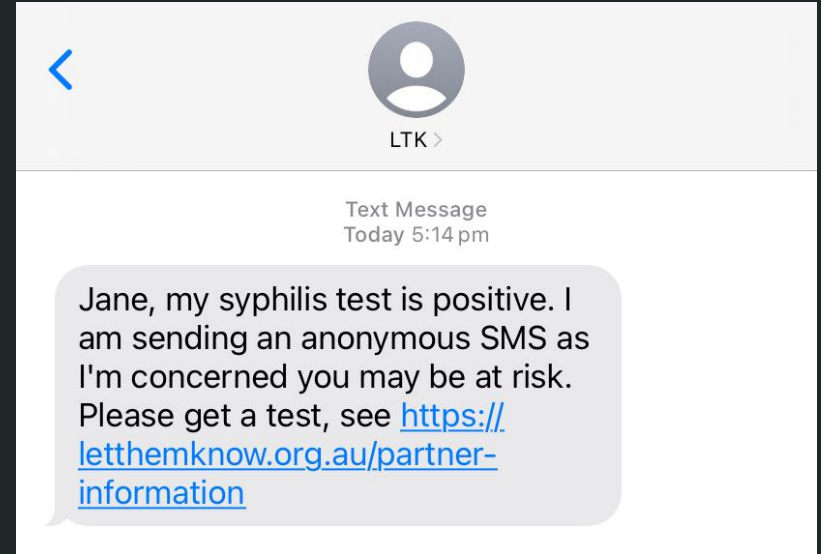 LTK >
Text Message
Today 5:14 pm
Jane, my syphilis test is positive. I
am sending an anonymous SMS as
I'm concerned you may be at risk.
Please get a test, see https://
letthemknow.org.au/partner-
information